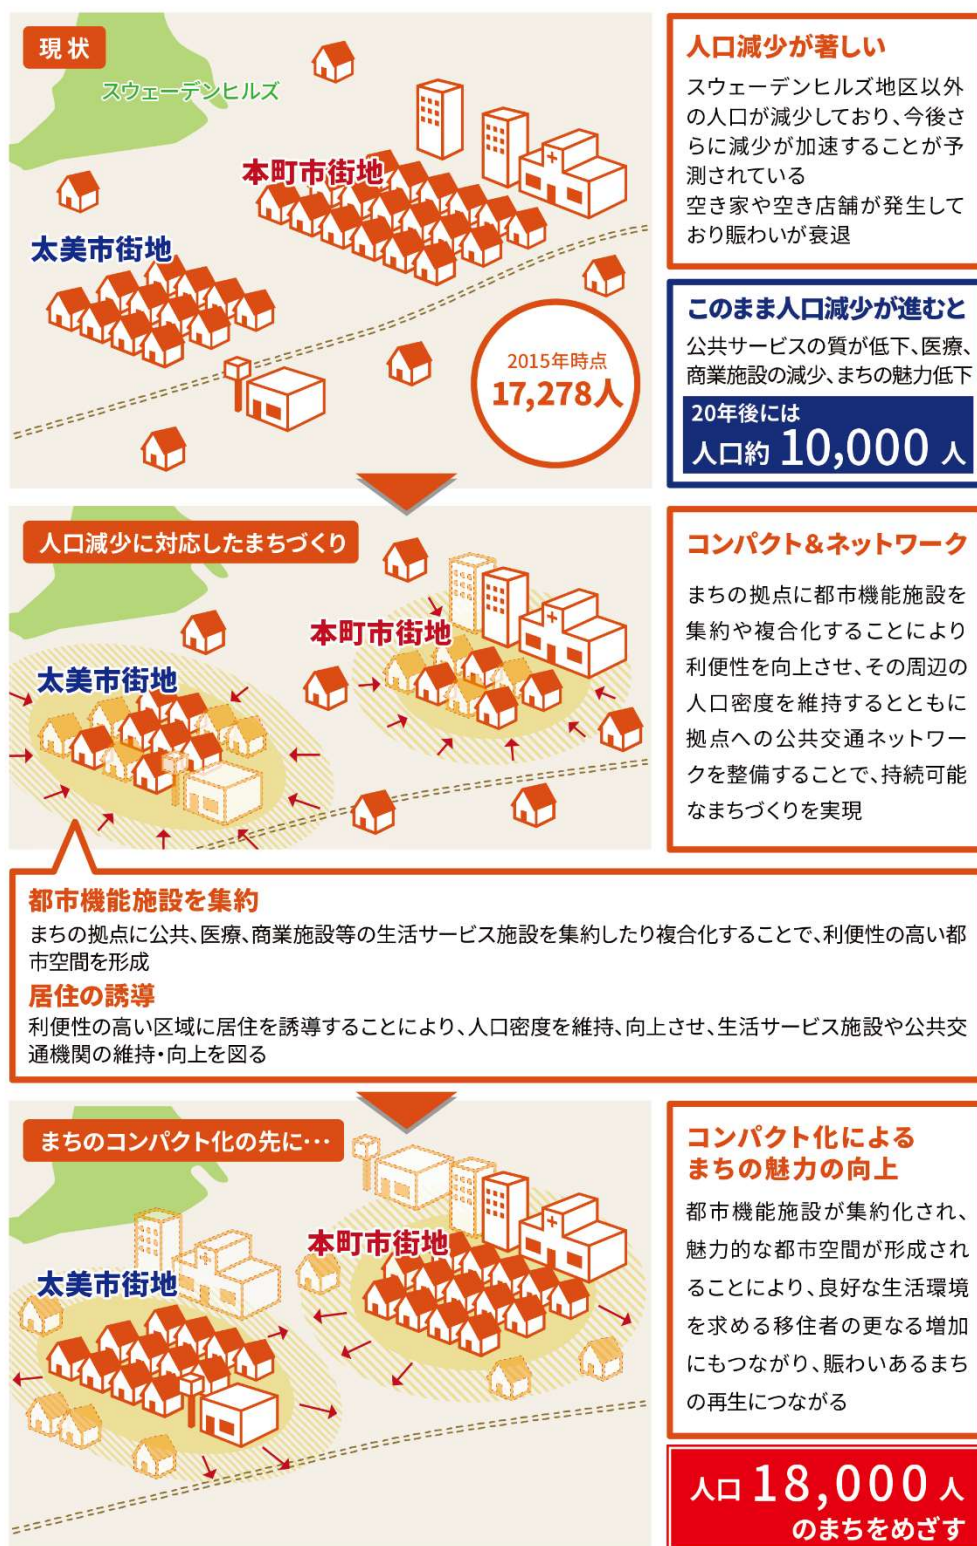 現状
スウェーデンヒルズ
本町市街地
太美市街地
2015年時点
17,278人
人口減少が著しい
スウェーデンヒルズ地区以外
の人口が減少しており、今後さ
らに減少が加速することが予
測されている
空き家や空き店舗が発生して
おり賑わいが衰退
このまま人口減少が進むと
公共サービスの質が低下、医療、
商業施設の減少、まちの魅力低下
20年後には
人口約 10,000 人
人口減少に対応したまちづくり
本町市街地
太美市街地
コンパクト&ネットワーク
まちの拠点に都市機能施設を
集約や複合化することにより
利便性を向上させ、その周辺の
人口密度を維持するとともに
拠点への公共交通ネットワー
クを整備することで、持続可能
なまちづくりを実現
都市機能施設を集約
まちの拠点に公共、医療、商業施設等の生活サービス施設を集約したり複合化することで、利便性の高い都
市空間を形成
居住の誘導
利便性の高い区域に居住を誘導することにより、人口密度を維持、向上させ、生活サービス施設や公共交
通機関の維持・向上を図る
まちのコンパクト化の先に…
本町市街地
太美市街地
コンパクト化による
まちの魅力の向上
都市機能施設が集約化され、
魅力的な都市空間が形成され
ることにより、良好な生活環境
を求める移住者の更なる増加
にもつながり、賑わいあるまち
の再生につながる
人口 18,000 人
のまちをめざす